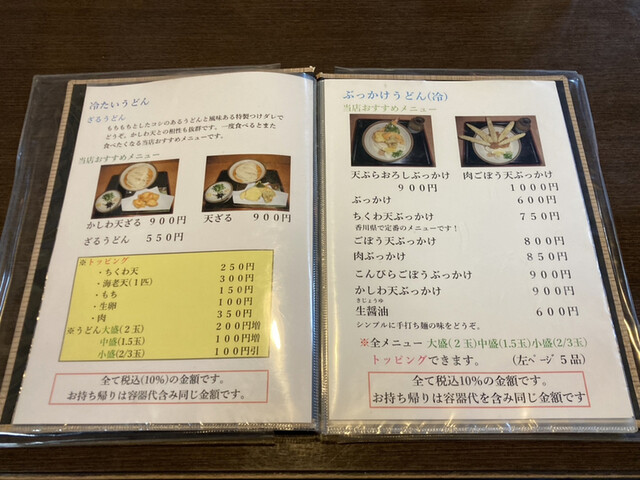 冷たいうどん
ざるうどん
もちもちとしたコシのあるうどんと風味ある特製つけダレで
どうぞ。かしわ天との相性も抜群です。一度食べるとまた
食べたくなる当店おすすめメニューです。
当店おすすめメニュー
かしわ天ざる 900円
天ざる 900円
ざるうどん 550円
※トッピング
・ちくわ天 250円
・海老天(1匹) 300円
・もち 150円
・生卵 100円
・肉 350円
※うどん大盛(2玉) 200円増
中盛(1.5玉) 100円増
小盛(2/3玉) 100円引
全て税込(10%)の金額です。
お持ち帰りは容器代含み同じ金額です。
ぶっかけうどん(冷)
当店おすすめメニュー
天ぷらおろしぶっかけ
900円
肉ごぼう天ぶっかけ
1000円
ぶっかけ 600円
ちくわ天ぶっかけ 750円
香川県で定番のメニューです!
ごぼう天ぶっかけ 800円
肉ぶっかけ 850円
こんぴらごぼうぶっかけ 900円
かしわ天ぶっかけ 900円
きじょうゆ
生醤油 600円
シンプルに手打ち麺の味をどうぞ。
※全メニュー 大盛(2玉)中盛(1.5玉)小盛(2/3玉)
トッピングできます。 (左ページ5品)
全て税込10%の金額です。
お持ち帰りは容器代を含み同じ金額です